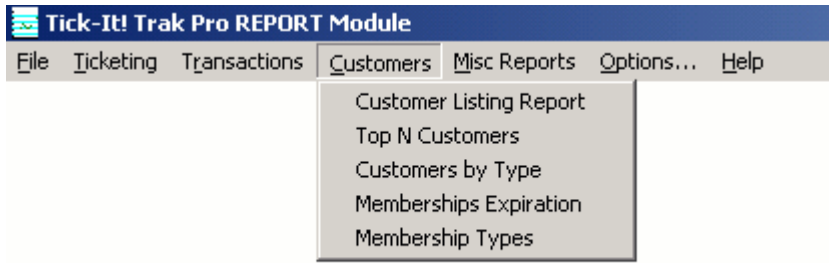 Tick-It! Trak Pro REPORT Module
File Ticketing Transactions Customers Misc Reports Options... Help
Customer Listing Report
Top N Customers
Customers by Type
Memberships Expiration
Membership Types